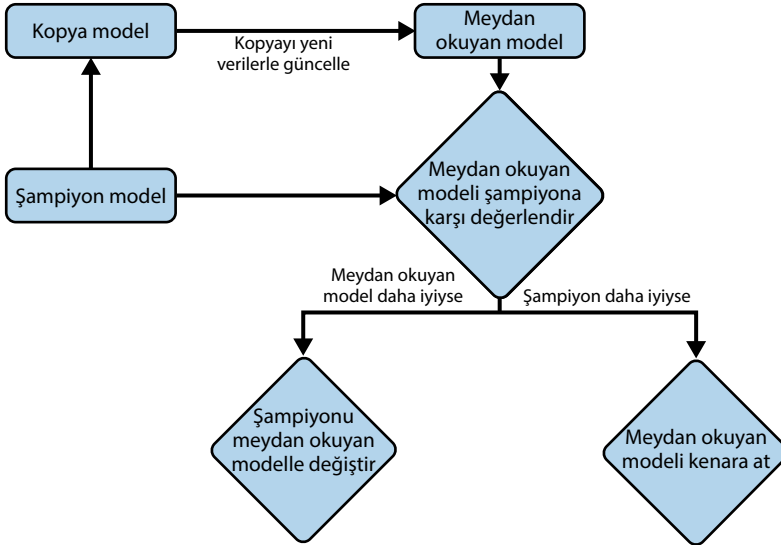 Kopya model
Kopyayı yeni
verilerle güncelle
Meydan
okuyan model
Şampiyon model
Meydan okuyan
modeli şampiyona
karşı değerlendir
Meydan okuyan
model daha iyiyse
Şampiyon daha iyiyse
Şampiyonu
meydan okuyan
modelle değiştir
Meydan okuyan
modeli kenara at